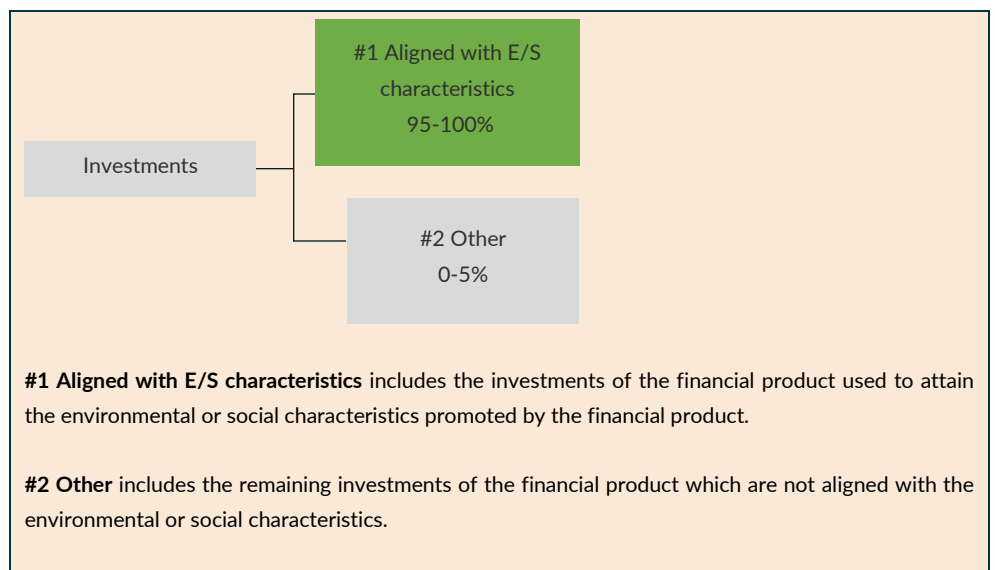 #1 Aligned with E/S
characteristics
95-100%
Investments
#2 Other
0-5%
#1 Aligned with E/S characteristics includes the investments of the financial product used to attain
the environmental or social characteristics promoted by the financial product.
#2 Other includes the remaining investments of the financial product which are not aligned with the
environmental or social characteristics.